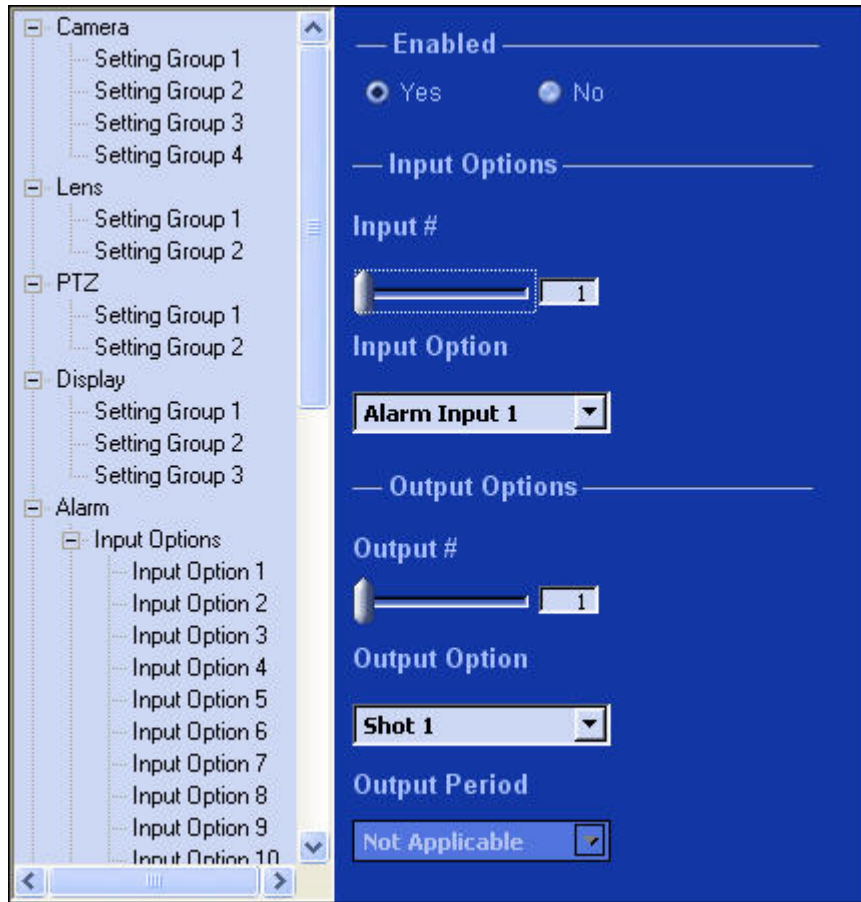 Camera
Setting Group 1
Setting Group 2
Setting Group 3
Setting Group 4
Lens
Setting Group 1
Setting Group 2
PTZ
Setting Group 1
Setting Group 2
Display
Setting Group 1
Setting Group 2
Setting Group 3
Alarm
Input Options
Input Option 1
Input Option 2
Input Option 3
Input Option 4
Input Option 5
Input Option 6
Input Option 7
Input Option 8
Input Option 9
Input Option 10
Enabled
Yes No
Input Options
Input #
1
Input Option
Alarm Input 1
Output Options
Output #
1
Output Option
Shot 1
Output Period
Not Applicable